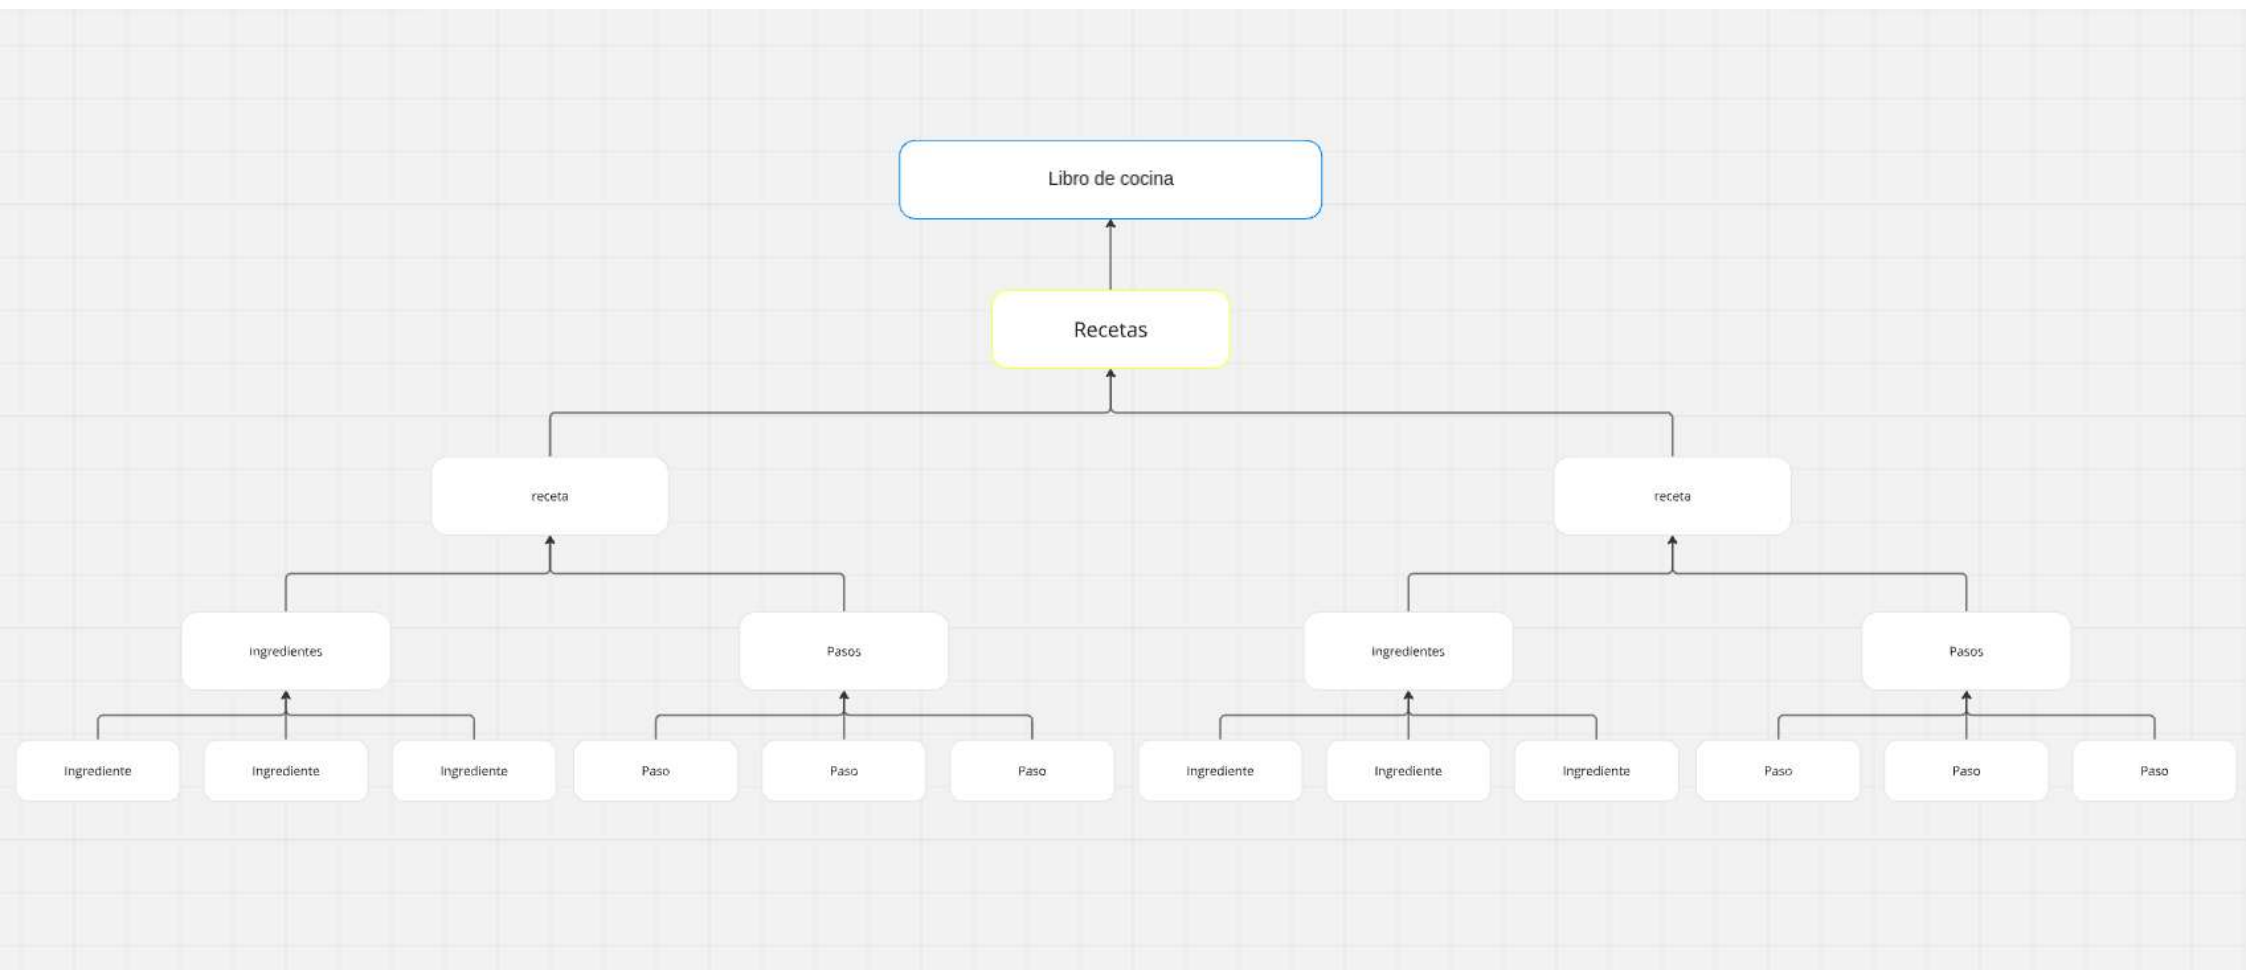 Libro de cocina
Recetas
receta
receta
ingredientes
Pasos
ingredientes
Pasos
Ingrediente
Ingrediente
Ingrediente
Paso
Paso
Paso
Ingrediente
Ingrediente
Ingrediente
Paso
Paso
Paso